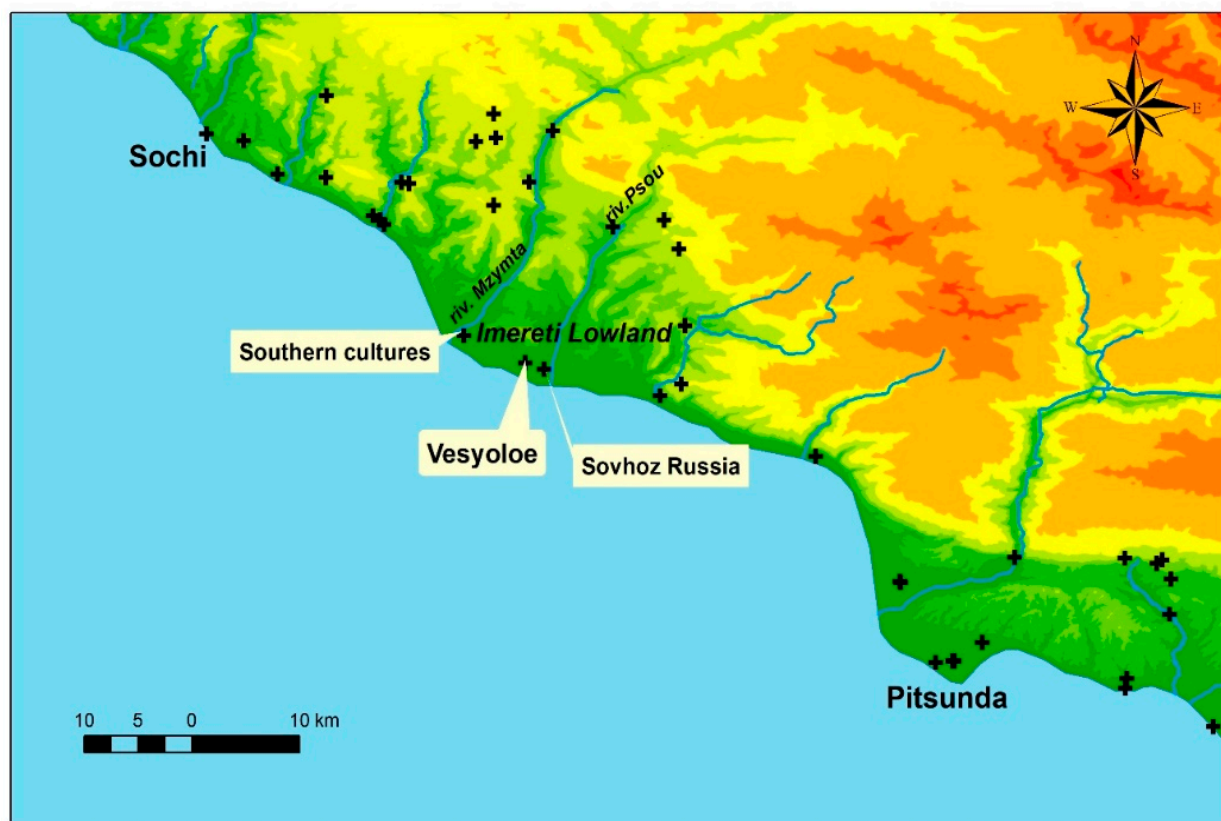 N
W
E
S
Sochi
riv.Psou
riv. Mzymta
Imereti Lowland
Southern cultures
Vesyoloe
Sovhoz Russia
Pitsunda
10 5 0 10 km